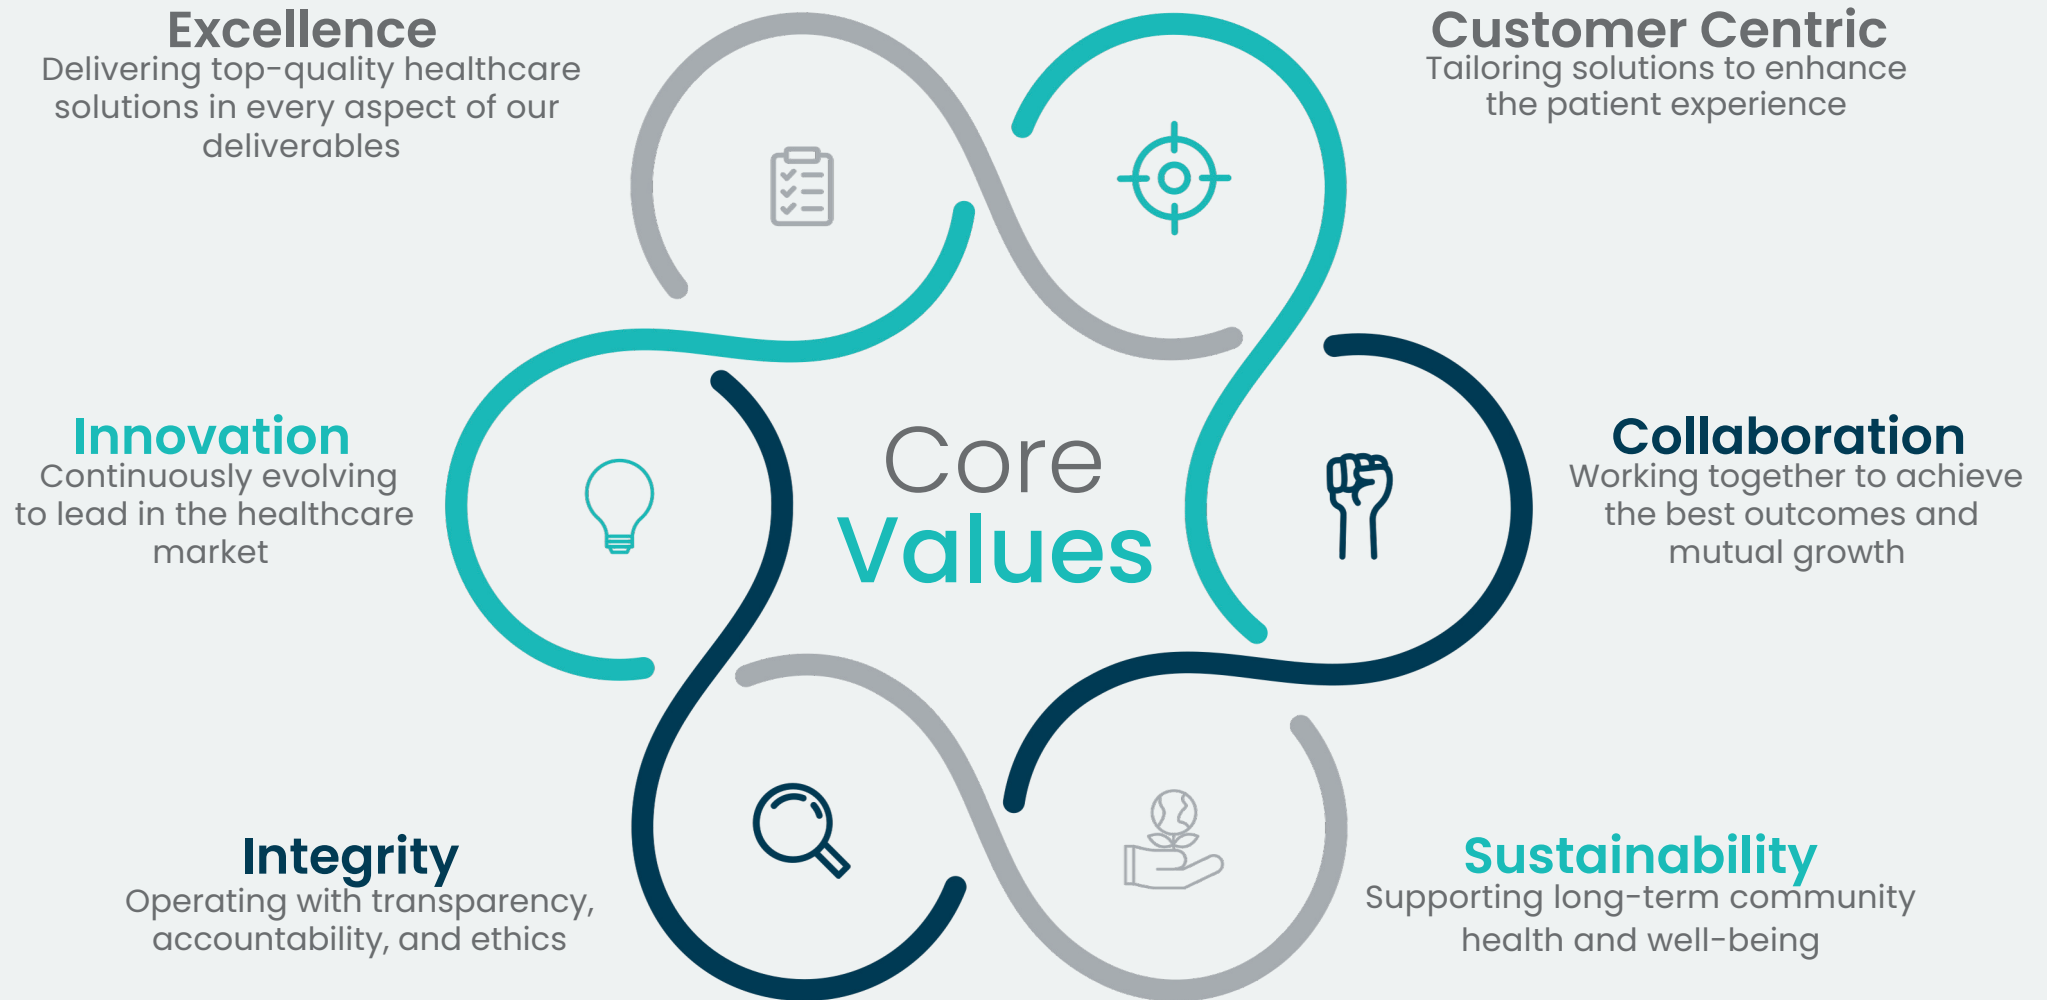 Excellence
Delivering top-quality healthcare
solutions in every aspect of our
deliverables
Customer Centric
Tailoring solutions to enhance
the patient experience
Innovation
Continuously evolving
to lead in the healthcare
market
Core
Values
Collaboration
Working together to achieve
the best outcomes and
mutual growth
Integrity
Operating with transparency,
accountability, and ethics
Sustainability
Supporting long-term community
health and well-being